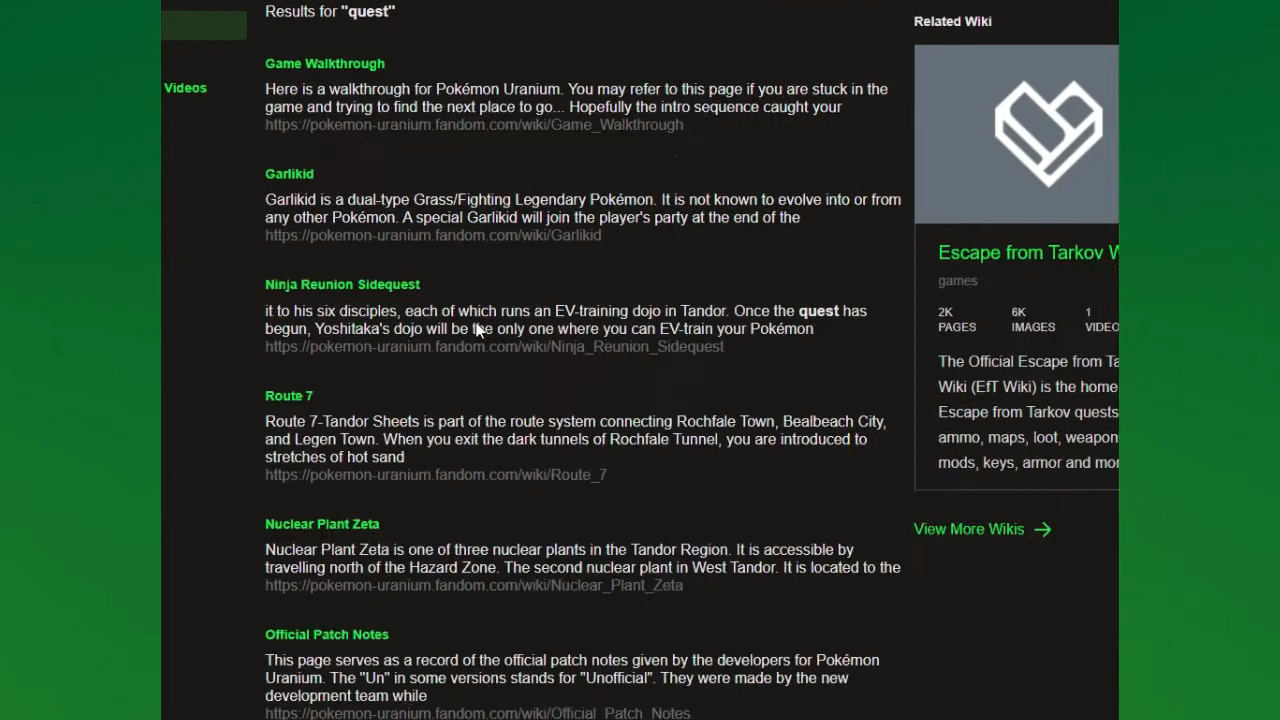 Results for "quest"
Videos
Game Walkthrough
Here is a walkthrough for Pokémon Uranium. You may refer to this page if you are stuck in the
game and trying to find the next place to go... Hopefully the intro sequence caught your
https://pokemon-uranium.fandom.com/wiki/Game_Walkthrough
Garlikid
Garlikid is a dual-type Grass/Fighting Legendary Pokémon. It is not known to evolve into or from
any other Pokémon. A special Garlikid will join the player's party at the end of the
https://pokemon-uranium.fandom.com/wiki/Garlikid
Ninja Reunion Sidequest
it to his six disciples, each of which runs an EV-training dojo in Tandor. Once the quest has
begun, Yoshitaka's dojo will be the only one where you can EV-train your Pokémon
https://pokemon-uranium.fandom.com/wiki/Ninja_Reunion_Sidequest
Route 7
Route 7-Tandor Sheets is part of the route system connecting Rochfale Town, Bealbeach City,
and Legen Town. When you exit the dark tunnels of Rochfale Tunnel, you are introduced to
stretches of hot sand
https://pokemon-uranium.fandom.com/wiki/Route_7
Nuclear Plant Zeta
Nuclear Plant Zeta is one of three nuclear plants in the Tandor Region. It is accessible by
travelling north of the Hazard Zone. The second nuclear plant in West Tandor. It is located to the
https://pokemon-uranium.fandom.com/wiki/Nuclear_Plant_Zeta
Official Patch Notes
This page serves as a record of the official patch notes given by the developers for Pokémon
Uranium. The "Un" in some versions stands for "Unofficial". They were made by the new
development team while
https://pokemon-uranium.fandom.com/wiki/Official_Patch_Notes
Related Wiki
Escape from Tarkov W
games
2K 6K 1
PAGES IMAGES VIDEO
The Official Escape from Ta
Wiki (EfT Wiki) is the home
Escape from Tarkov quests
ammo, maps, loot, weapon
mods, keys, armor and mor
View More Wikis